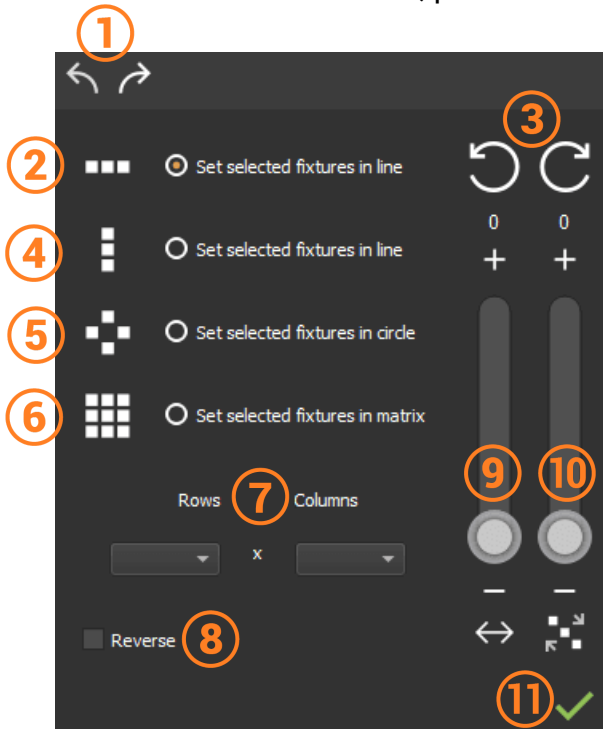 1
3
2 Set selected fixtures in line
0 0
4 Set selected fixtures in line
5 Set selected fixtures in circle
6 Set selected fixtures in matrix
9 10
Rows 7 Columns
x
Reverse 8
11